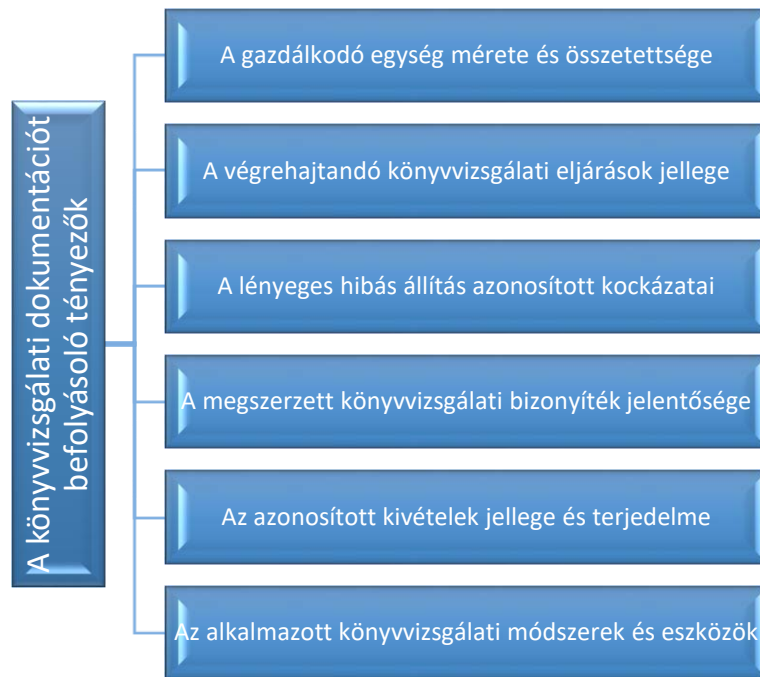 A könyvvizsgálati dokumentációt
befolyásoló tényezők
A gazdálkodó egység mérete és összetettsége
A végrehajtandó könyvvizsgálati eljárások jellege
A lényeges hibás állítás azonosított kockázatai
A megszerzett könyvvizsgálati bizonyíték jelentősége
Az azonosított kivételek jellege és terjedelme
Az alkalmazott könyvvizsgálati módszerek és eszközök